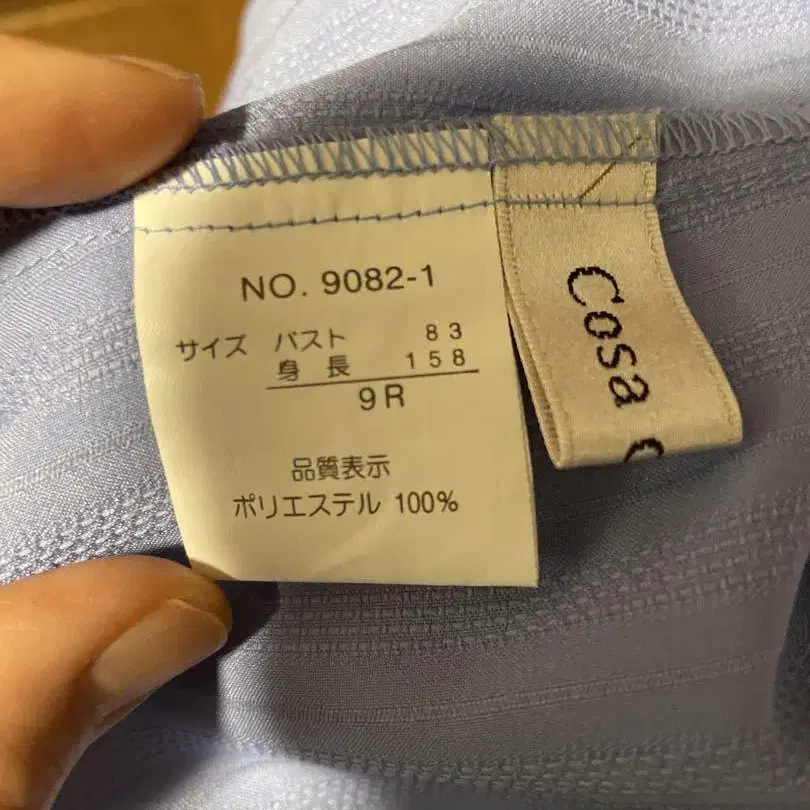 NO. 9082-1
サイズ バスト 83
身長 158
9R
品質表示
ポリエステル 100%
Cosa